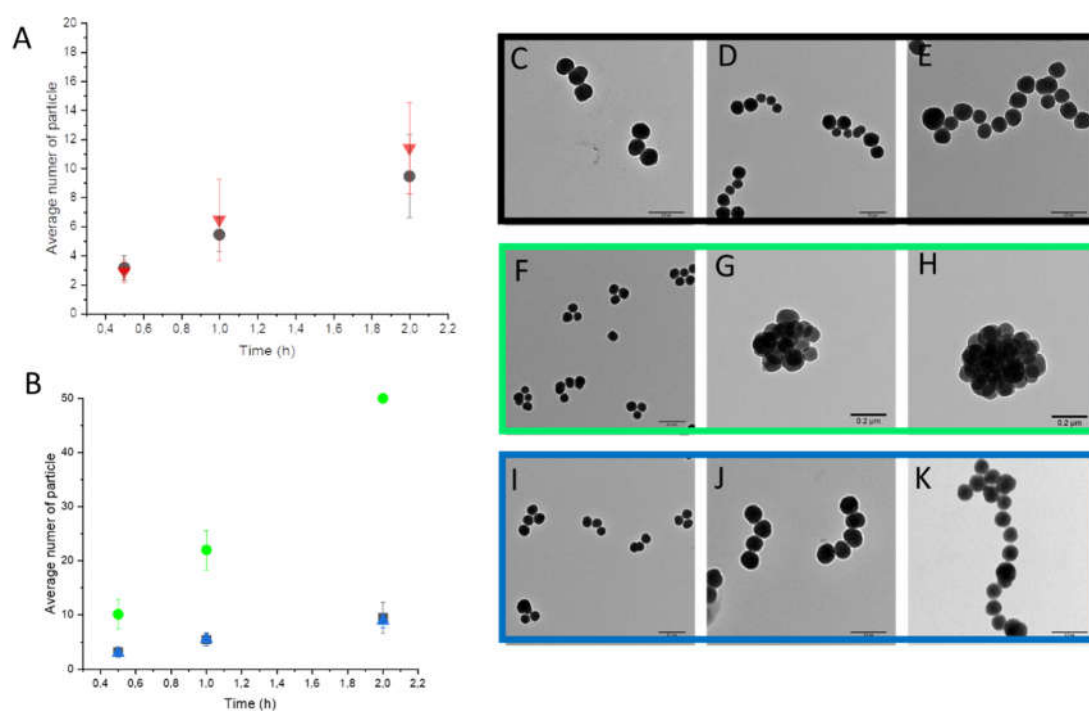 A
20
18
16
14
12
10
8
6
4
2
0
Average numer of particle
0,4 0,6 0,8 1,0 1,2 1,4 1,6 1,8 2,0 2,2
Time (h)
B
50
40
30
20
10
0
Average numer of particle
0,4 0,6 0,8 1,0 1,2 1,4 1,6 1,8 2,0 2,2
Time (h)
C D E
F G H
0.2 µm 0.2 µm
I J K